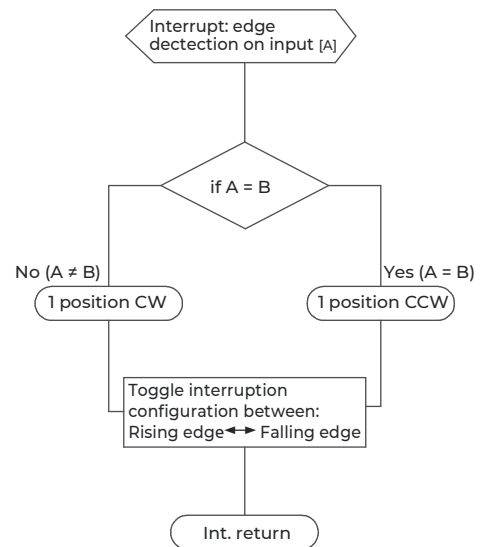 Interrupt: edge
dectection on input [A]
if A = B
No (A ≠ B)
Yes (A = B)
1 position CW
1 position CCW
Toggle interruption
configuration between:
Rising edge ↔ Falling edge
Int. return